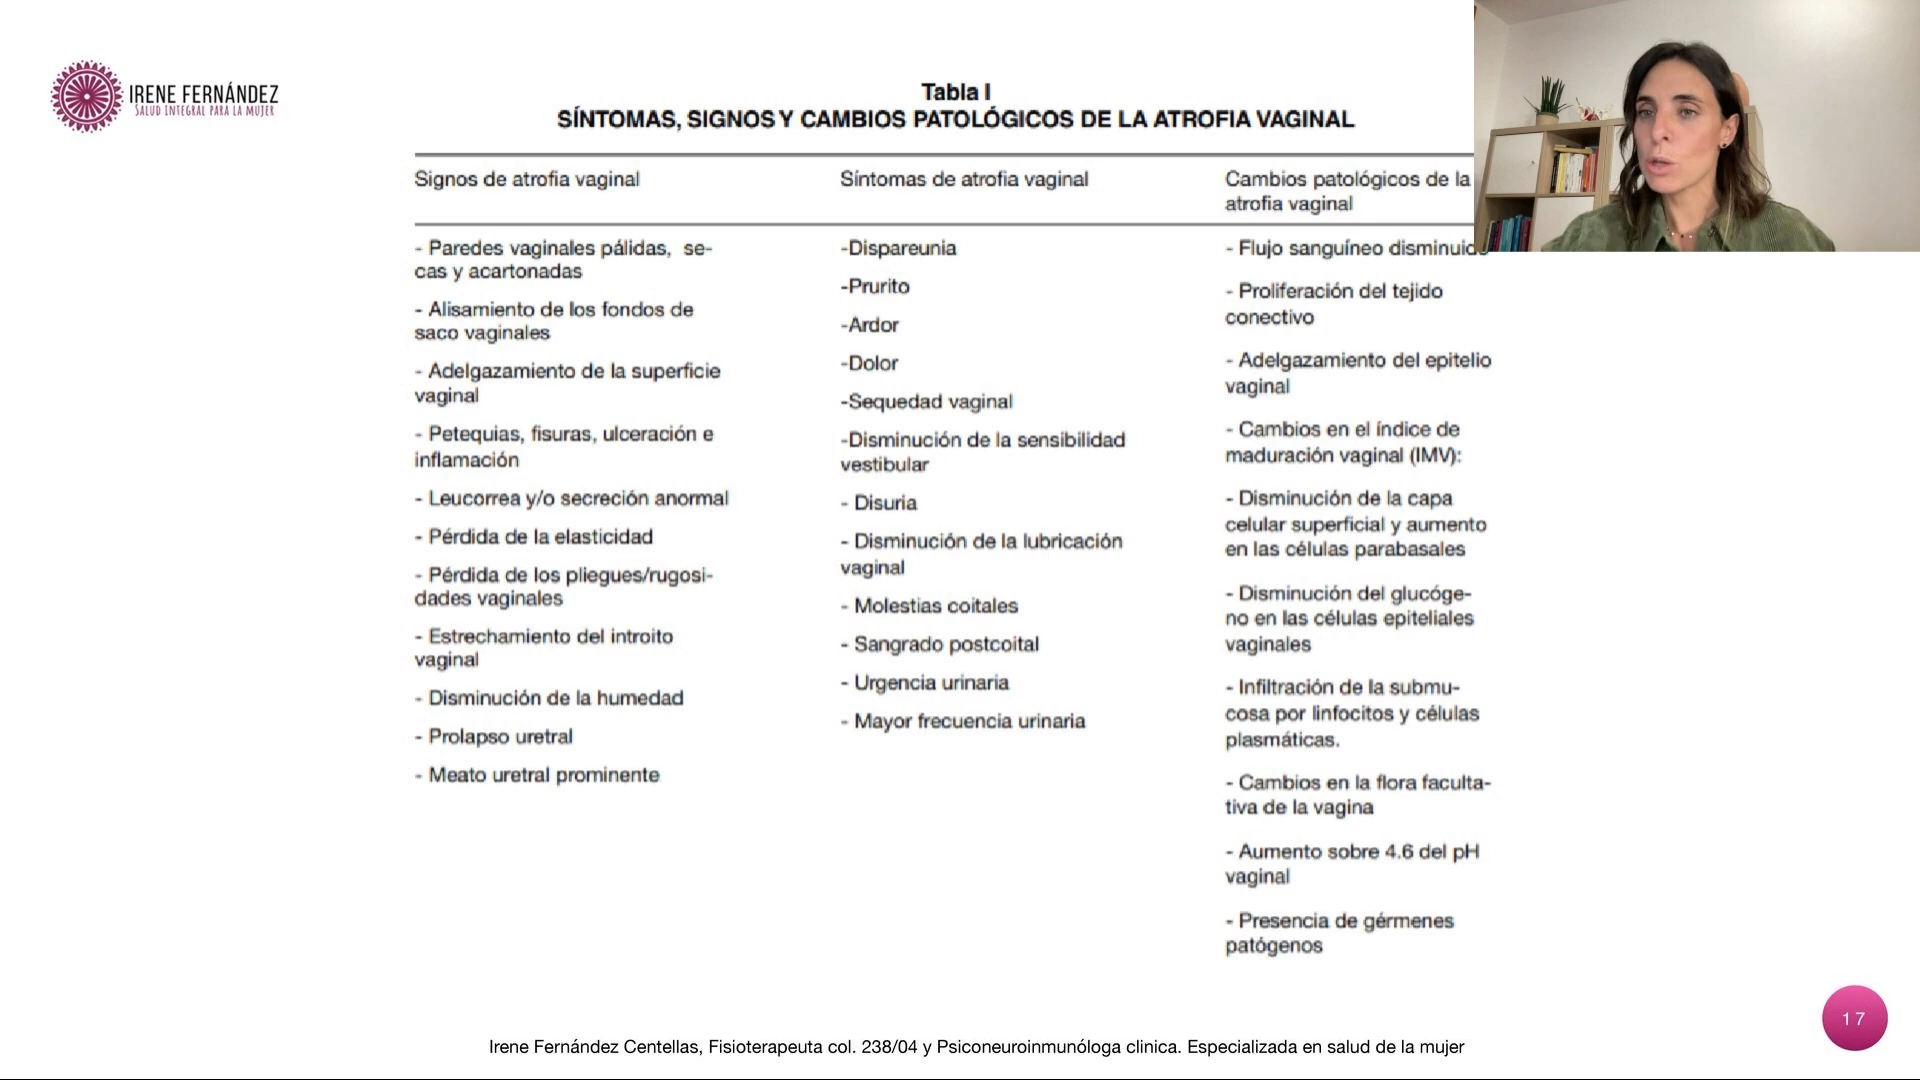 IRENE FERNÁNDEZ
SALUD INTEGRAL PARA LA MUJER
Tabla I
SÍNTOMAS, SIGNOS Y CAMBIOS PATOLÓGICOS DE LA ATROFIA VAGINAL
Signos de atrofia vaginal
- Paredes vaginales pálidas, se-
cas y acartonadas
- Alisamiento de los fondos de
saco vaginales
- Adelgazamiento de la superficie
vaginal
- Petequias, fisuras, ulceración e
inflamación
- Leucorrea y/o secreción anormal
- Pérdida de la elasticidad
- Pérdida de los pliegues/rugosi-
dades vaginales
- Estrechamiento del introito
vaginal
- Disminución de la humedad
- Prolapso uretral
- Meato uretral prominente
Síntomas de atrofia vaginal
-Dispareunia
-Prurito
-Ardor
-Dolor
-Sequedad vaginal
-Disminución de la sensibilidad
vestibular
- Disuria
- Disminución de la lubricación
vaginal
- Molestias coitales
- Sangrado postcoital
- Urgencia urinaria
- Mayor frecuencia urinaria
Cambios patológicos de la
atrofia vaginal
- Flujo sanguíneo disminuido
- Proliferación del tejido
conectivo
- Adelgazamiento del epitelio
vaginal
- Cambios en el índice de
maduración vaginal (IMV):
- Disminución de la capa
celular superficial y aumento
en las células parabasales
- Disminución del glucóge-
no en las células epiteliales
vaginales
- Infiltración de la submu-
cosa por linfocitos y células
plasmáticas.
- Cambios en la flora faculta-
tiva de la vagina
- Aumento sobre 4.6 del pH
vaginal
- Presencia de gérmenes
patógenos
17
Irene Fernández Centellas, Fisioterapeuta col. 238/04 y Psiconeuroinmunóloga clinica. Especializada en salud de la mujer